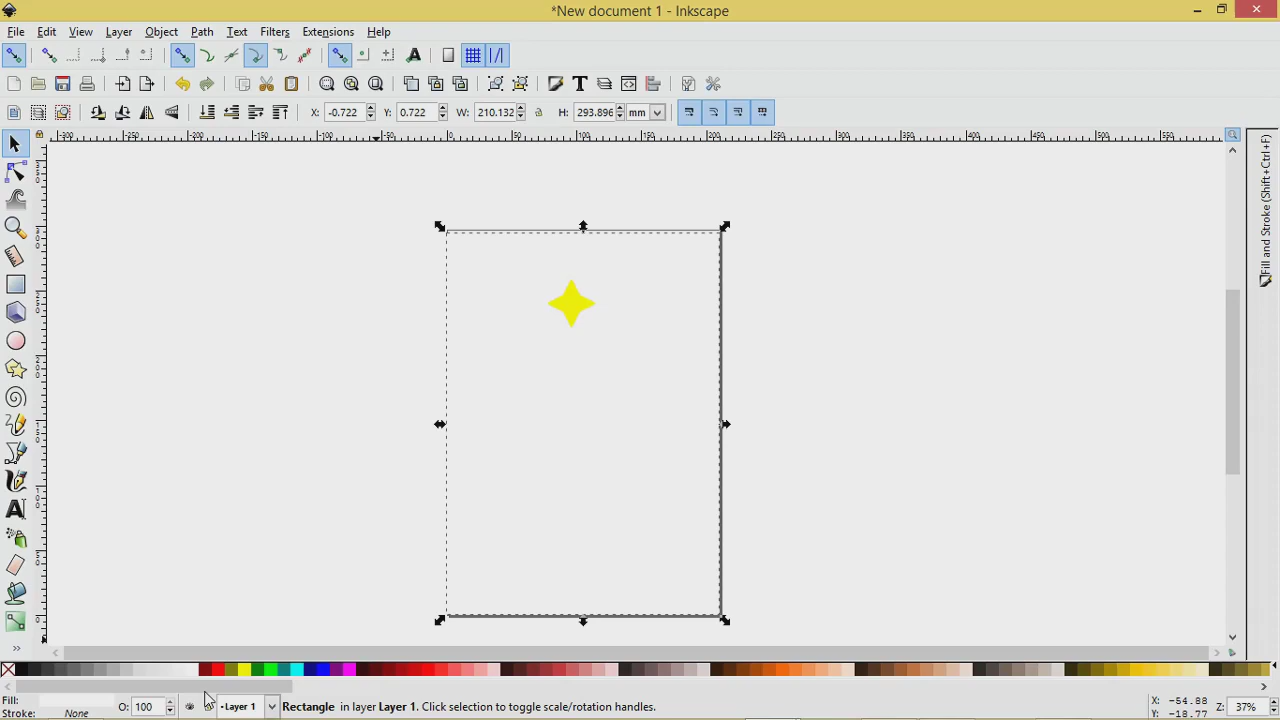 *New document 1 - Inkscape
File Edit View Layer Object Path Text Filters Extensions Help
X: -0.722 Y: 0.722 W: 210.132 H: 293.896 mm
Fill and Stroke (Shift+Ctrl+F)
Fill:
Stroke: None
O: 100
•Layer 1
Rectangle in layer Layer 1. Click selection to toggle scale/rotation handles.
X: -54.88
Y: -18.77
Z: 37%